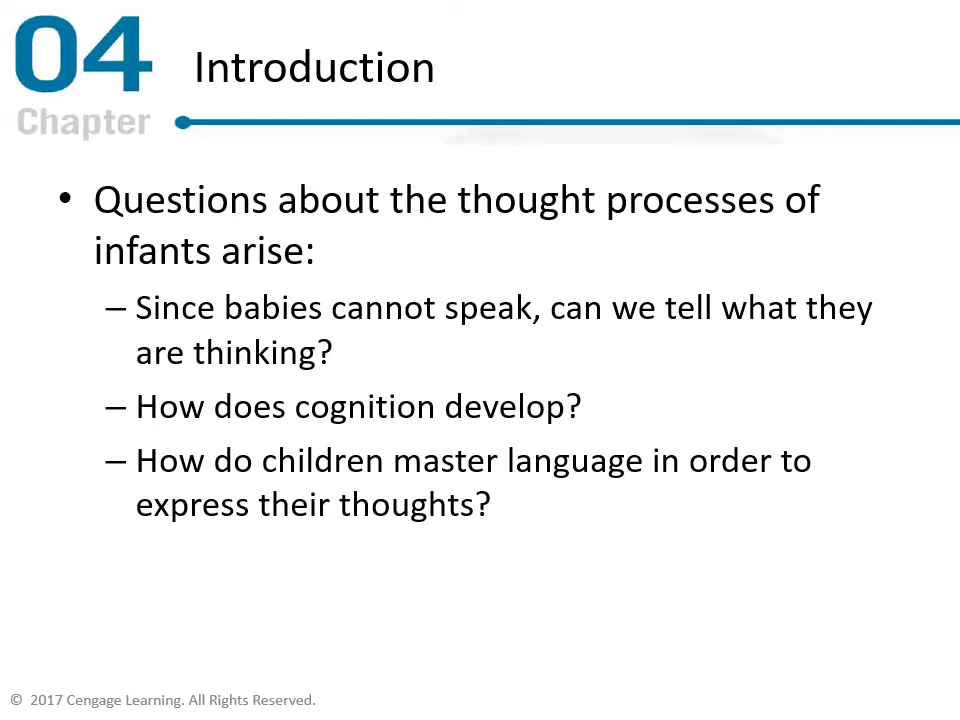 04
Chapter
Introduction
• Questions about the thought processes of
infants arise:
– Since babies cannot speak, can we tell what they
are thinking?
– How does cognition develop?
– How do children master language in order to
express their thoughts?
© 2017 Cengage Learning. All Rights Reserved.